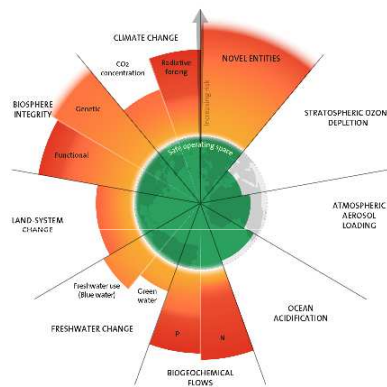 CLIMATE CHANGE
CO2
concentration
Radiative
forcing
NOVEL ENTITIES
Increasing risk
STRATOSPHERIC OZON
DEPLETION
BIOSPHERE
INTEGRITY
Genetic
Functional
Safe operating space
ATMOSPHERIC
AEROSOL
LOADING
LAND-SYSTEM
CHANGE
OCEAN
ACIDIFICATION
Freshwater use
(Blue water)
Green
water
FRESHWATER CHANGE
P
N
BIOGEOCHEMICAL
FLOWS